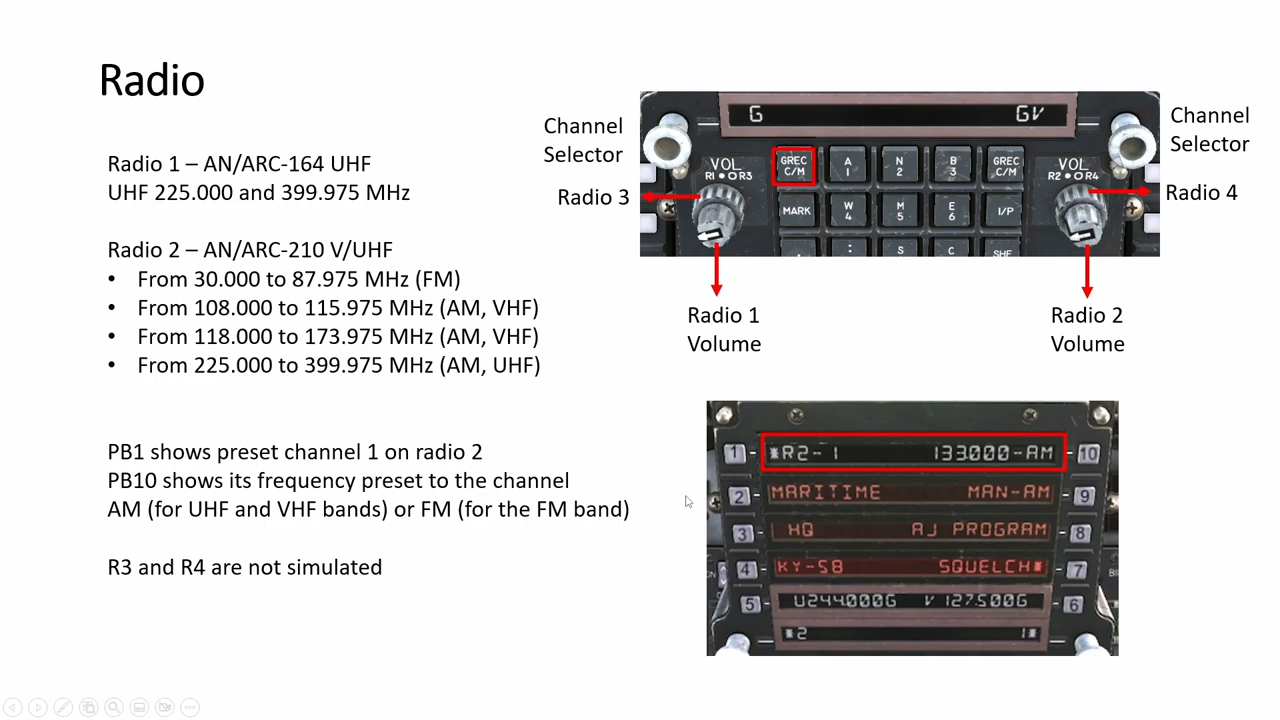 Radio
Radio 1 – AN/ARC-164 UHF
UHF 225.000 and 399.975 MHz
Radio 2 – AN/ARC-210 V/UHF
• From 30.000 to 87.975 MHz (FM)
• From 108.000 to 115.975 MHz (AM, VHF)
• From 118.000 to 173.975 MHz (AM, VHF)
• From 225.000 to 399.975 MHz (AM, UHF)
PB1 shows preset channel 1 on radio 2
PB10 shows its frequency preset to the channel
AM (for UHF and VHF bands) or FM (for the FM band)
R3 and R4 are not simulated
Channel
Selector
Radio 3
G GV
VOL
R1 R3
GREC
C/M
A
1
N
2
B
3
GREC
C/M
VOL
R2 R4
MARK
W
4
M
5
E
6
I/P
:
S
C
SHF
Channel
Selector
Radio 4
Radio 1
Volume
Radio 2
Volume
1 *R2-1 133.000-AM 10
2 MARITIME MAN-AM 9
3 HQ AJ PROGRAM 8
4 KY-58 SQUELCH* 7
5 U244.000G V127.500G 6
*2 1*